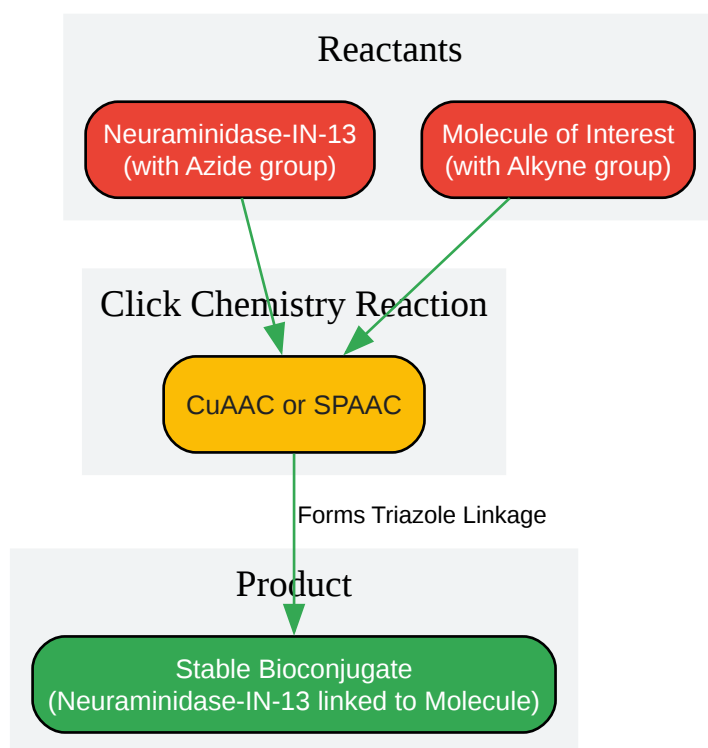 Reactants
Neuraminidase-IN-13
(with Azide group)
Molecule of Interest
(with Alkyne group)
Click Chemistry Reaction
CuAAC or SPAAC
Forms Triazole Linkage
Product
Stable Bioconjugate
(Neuraminidase-IN-13 linked to Molecule)